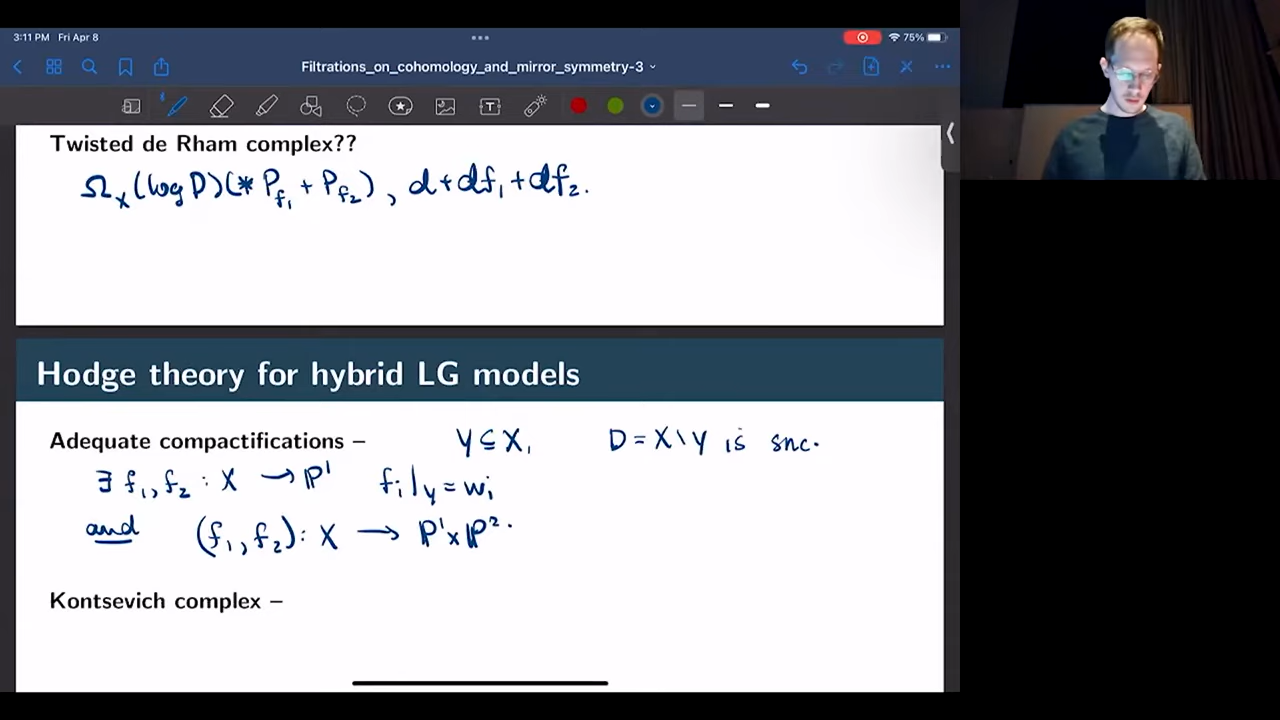 3:11 PM Fri Apr 8
75%
Filtrations_on_cohomology_and_mirror_symmetry-3
Twisted de Rham complex??
Ω_X (log D)(* P_{f_1} + P_{f_2}), d + df_1 + df_2.
Hodge theory for hybrid LG models
Adequate compactifications – Y ⊆ X, D = X \ Y is snc.
∃ f_1, f_2 : X → ℙ^1 f_i|_Y = w_i
and (f_1, f_2) : X → ℙ^1 × ℙ^2.
Kontsevich complex –